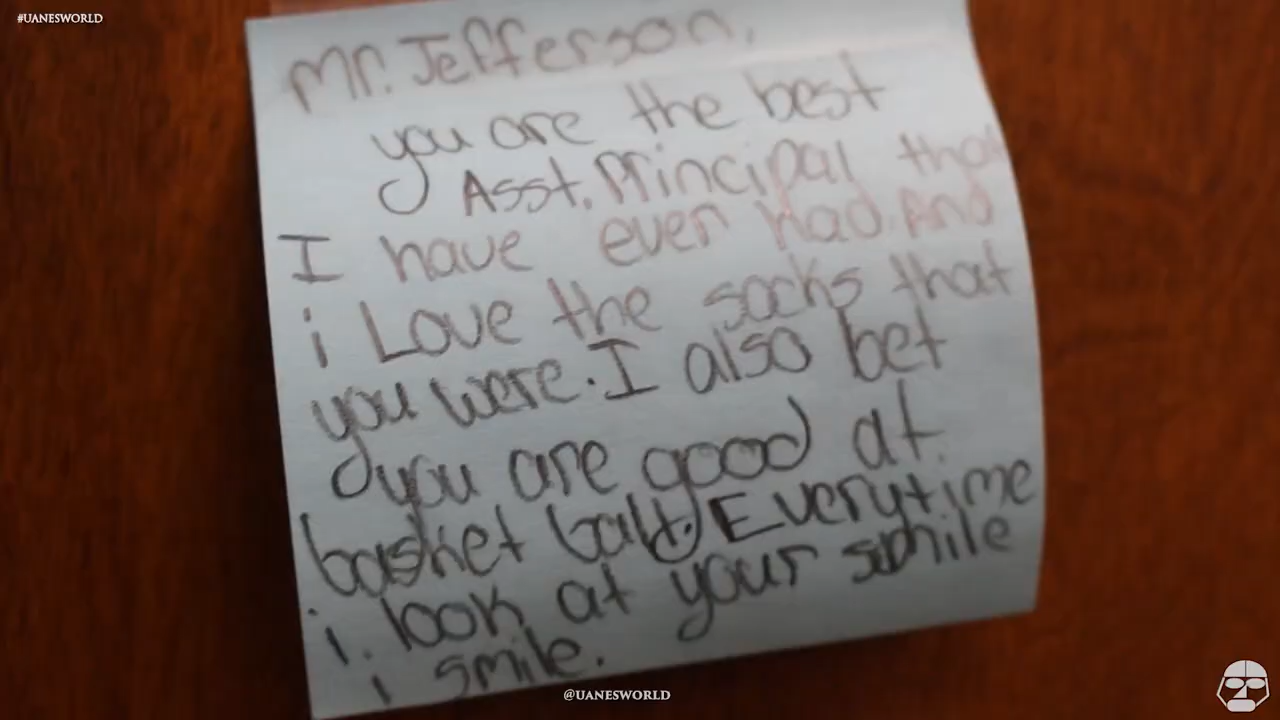 #UANESWORLD
Mr. Jefferson,
you are the best
Asst. Principal that
I have ever had. And
i Love the socks that
you were. I also bet
you are good at
basket ball. Everytime
i look at your smile
i smile.
@UANESWORLD